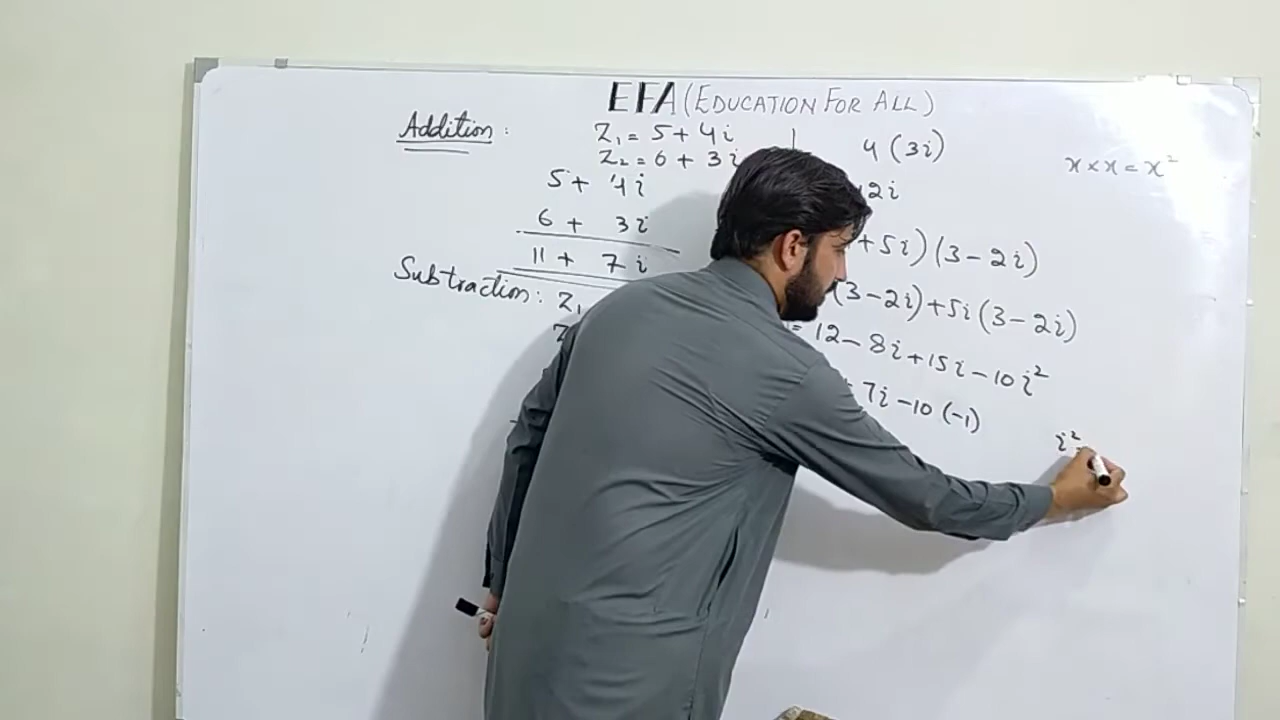 EFA (EDUCATION FOR ALL)
Addition:
Z₁ = 5 + 4i
Z₂ = 6 + 3i
5 + 4i
6 + 3i
11 + 7i
Subtraction: Z₁
4 (3i)
2i
+5i) (3 - 2i)
(3 - 2i) + 5i (3 - 2i)
= 12 - 8i + 15i - 10i²
7i - 10 (-1)
x × x = x²
i²